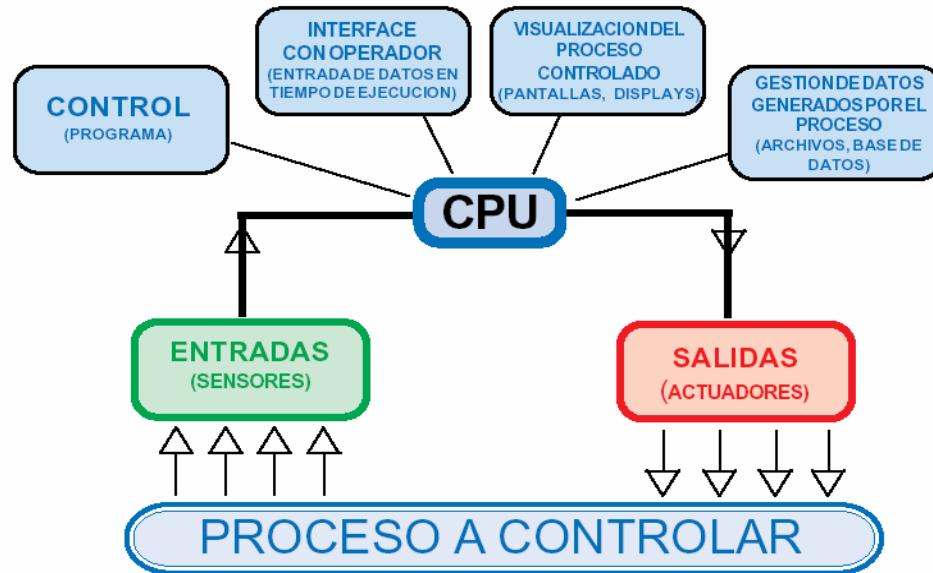 CONTROL
(PROGRAMA)
INTERFACE
CON OPERADOR
(ENTRADA DE DATOS EN
TIEMPO DE EJECUCION)
VISUALIZACION DEL
PROCESO
CONTROLADO
(PANTALLAS, DISPLAYS)
GESTION DE DATOS
GENERADOS POR EL
PROCESO
(ARCHIVOS, BASE DE
DATOS)
CPU
ENTRADAS
(SENSORES)
SALIDAS
(ACTUADORES)
PROCESO A CONTROLAR